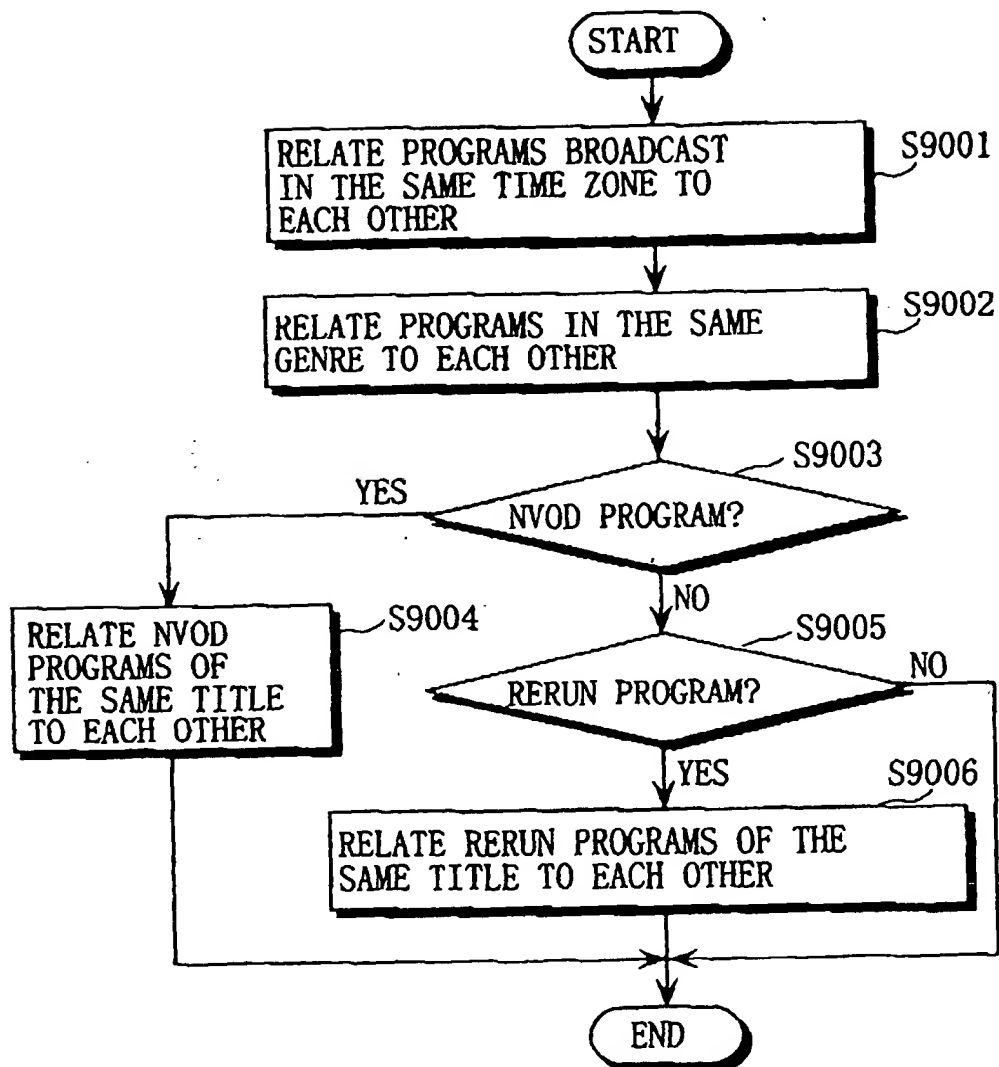 START
RELATE PROGRAMS BROADCAST
IN THE SAME TIME ZONE TO
EACH OTHER
S9001
RELATE PROGRAMS IN THE SAME
GENRE TO EACH OTHER
S9002
S9003
YES
NVOD PROGRAM?
NO
RELATE NVOD
PROGRAMS OF
THE SAME TITLE
TO EACH OTHER
S9004
S9005
NO
RERUN PROGRAM?
YES
S9006
RELATE RERUN PROGRAMS OF THE
SAME TITLE TO EACH OTHER
END